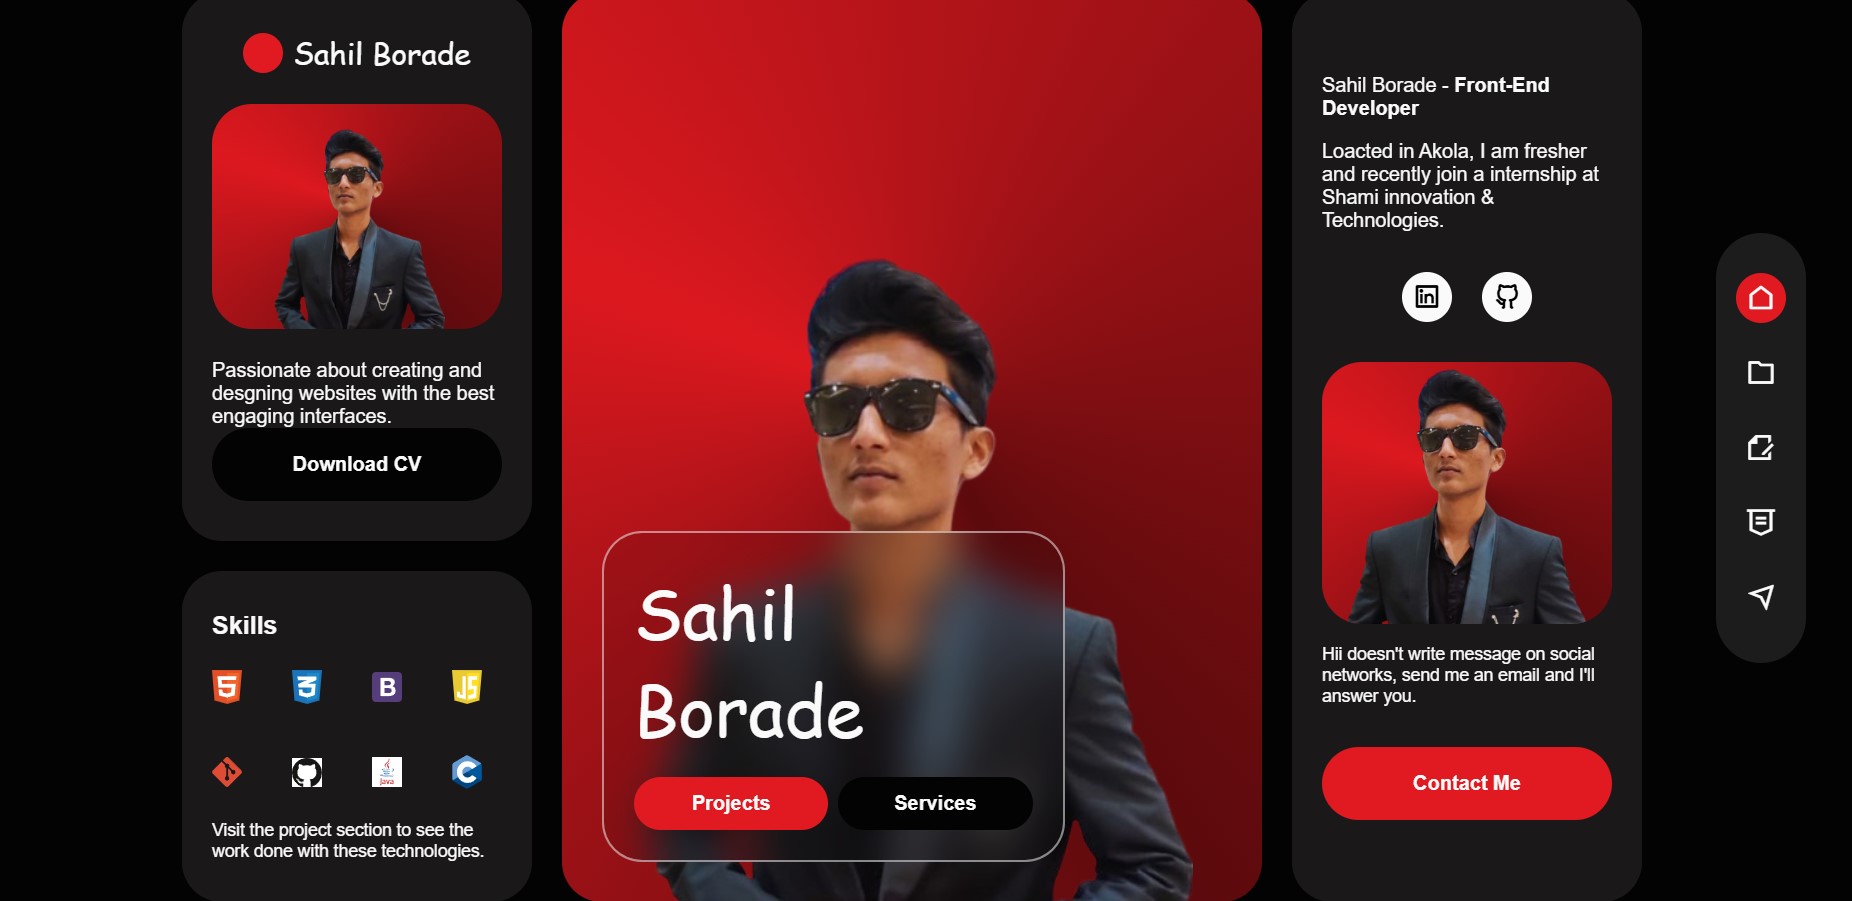 Sahil Borade
Passionate about creating and
desgning websites with the best
engaging interfaces.
Download CV
Skills
B
JS
Java
C
Visit the project section to see the
work done with these technologies.
Sahil
Borade
Projects
Services
Sahil Borade - Front-End
Developer
Loacted in Akola, I am fresher
and recently join a internship at
Shami innovation &
Technologies.
in
Hii doesn't write message on social
networks, send me an email and I'll
answer you.
Contact Me